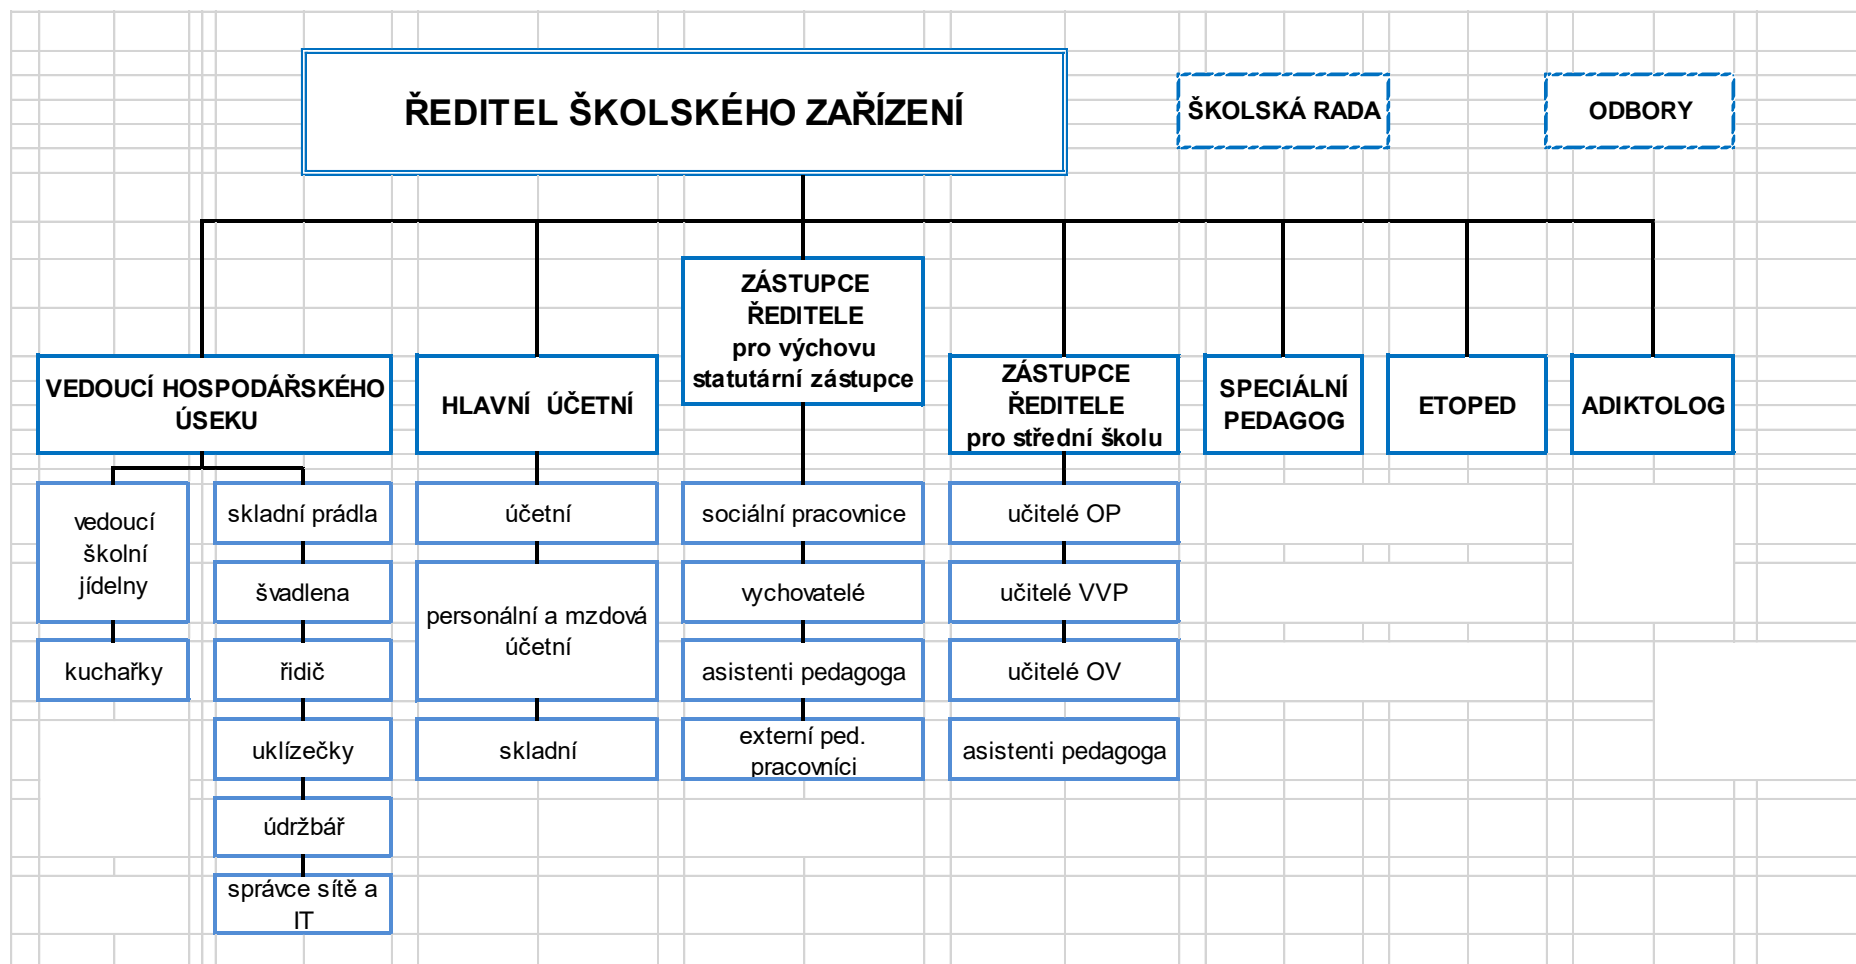 ŘEDITEL ŠKOLSKÉHO ZAŘÍZENÍ
ŠKOLSKÁ RADA
ODBORY
VEDOUCÍ HOSPODÁŘSKÉHO
ÚSEKU
HLAVNÍ ÚČETNÍ
ZÁSTUPCE
ŘEDITELE
pro výchovu
statutární zástupce
ZÁSTUPCE
ŘEDITELE
pro střední školu
SPECIÁLNÍ
PEDAGOG
ETOPED
ADIKTOLOG
vedoucí
školní
jídelny
kuchařky
skladní prádla
švadlena
řidič
uklízečky
údržbář
správce sítě a
IT
účetní
personální a mzdová
účetní
skladní
sociální pracovnice
vychovatelé
asistenti pedagoga
externí ped.
pracovníci
učitelé OP
učitelé VVP
učitelé OV
asistenti pedagoga